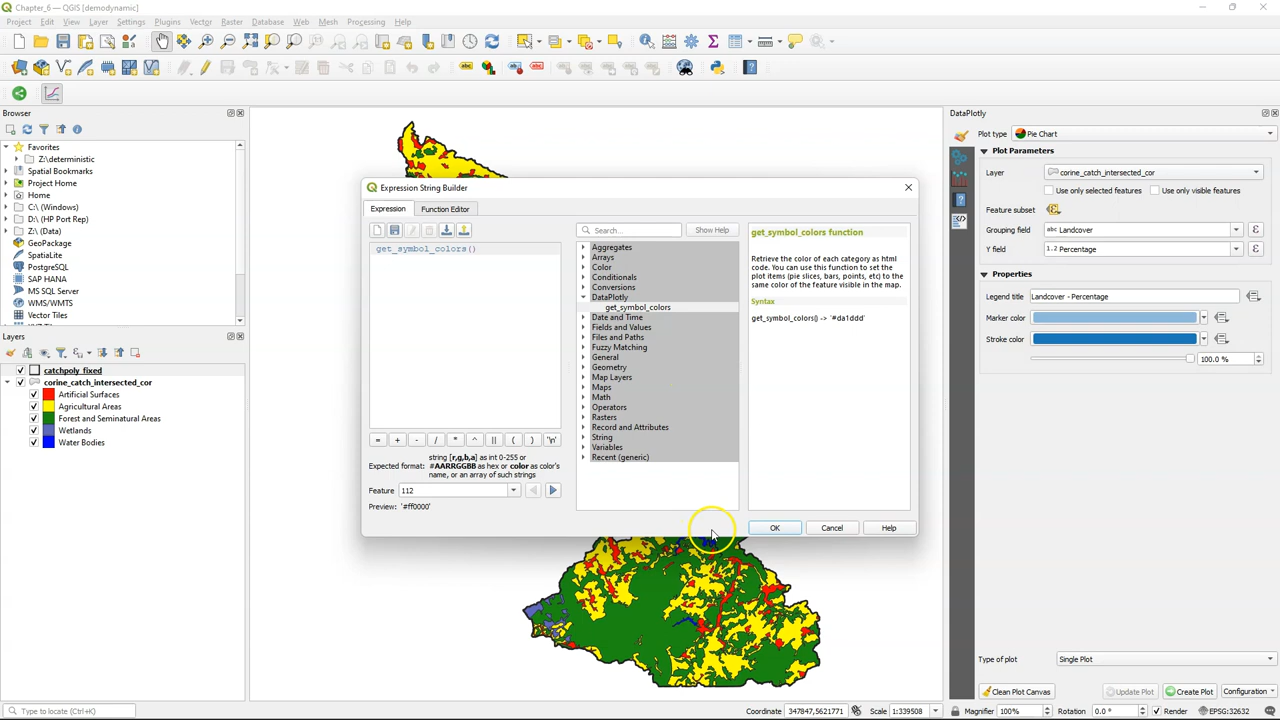 Chapter_6 — QGIS [demodynamic]
Project Edit View Layer Settings Plugins Vector Raster Database Web Mesh Processing Help
Browser
Favorites
Z:\deterministic
Spatial Bookmarks
Project Home
Home
C:\ (Windows)
D:\ (HP Port Rep)
Z:\ (Data)
GeoPackage
SpatiaLite
PostgreSQL
SAP HANA
MS SQL Server
WMS/WMTS
Vector Tiles
Layers
catchpoly_fixed
corine_catch_intersected_cor
Artificial Surfaces
Agricultural Areas
Forest and Seminatural Areas
Wetlands
Water Bodies
Expression String Builder
Expression Function Editor
get_symbol_colors()
= + - / * ^ || ( ) '\n'
Expected format: string [r,g,b,a] as int 0-255 or
#AARRGGBB as hex or color as color's
name, or an array of such strings
Feature 112
Preview: '#ff0000'
Search... Show Help
Aggregates
Arrays
Color
Conditionals
Conversions
DataPlotly
get_symbol_colors
Date and Time
Fields and Values
Files and Paths
Fuzzy Matching
General
Geometry
Map Layers
Maps
Math
Operators
Rasters
Record and Attributes
String
Variables
Recent (generic)
get_symbol_colors function
Retrieve the color of each category as html
code. You can use this function to set the
plot items (pie slices, bars, points, etc) to the
same color of the feature visible in the map.
Syntax
get_symbol_colors() -> '#da1ddd'
OK Cancel Help
DataPlotly
Plot type Pie Chart
Plot Parameters
Layer corine_catch_intersected_cor
Use only selected features Use only visible features
Feature subset
Grouping field abc Landcover
Y field 1.2 Percentage
Properties
Legend title Landcover - Percentage
Marker color
Stroke color
100.0 %
Type of plot Single Plot
Clean Plot Canvas Update Plot Create Plot Configuration
Type to locate (Ctrl+K) Coordinate 347847,5621771 Scale 1:339508 Magnifier 100% Rotation 0.0 ° Render EPSG:32632